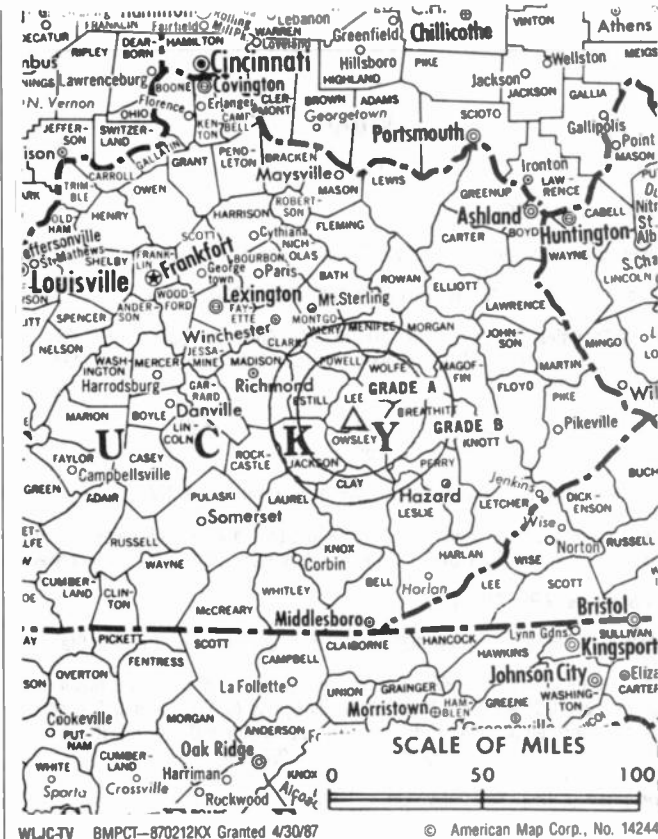 Lebanon
Rolling
Fairfield
FRANKLIN
DECATUR
RIPLEY
DEAR-
BORN
HAMILTON
WARREN
Loveland
Greenfield
Chillicothe
VINTON
Athens
MEIGS
Cincinnati
Hillsboro
HIGHLAND
PIKE
Wellston
Lawrenceburg
Covington
CLER-
MONT
Jackson
JACKSON
GALLIA
N. Vernon
BOONE
Erlanger
BROWN
ADAMS
Georgetown
SCIOTO
OHIO
Florence
KEN-
TON
CAMP
BELL
Portsmouth
Gallipolis
Point
MASON
JEFFER-
SON
SWITZER-
LAND
GALLATIN
GRANT
PEND-
LETON
BRACKEN
Maysville
MASON
LEWIS
Ironton
LAW-
RENCE
CARROLL
TRIM-
BLE
OWEN
ROBERT-
SON
GREENUP
Ashland
BOYD
CABELL
Huntington
WAYNE
OLD-
HAM
HENRY
HARRISON
FLEMING
CARTER
SCOTT
Cythiana
NICH-
OLAS
St. Mathews
SHELBY
FRANK-
LIN
Frankfort
George
town
BOURBON
Paris
BATH
ROWAN
ELLIOTT
LINCOLN
Louisville
WOOD-
FORD
Lexington
FAY-
ETTE
Mt. Sterling
LAWRENCE
SPENCER
ANDER-
SON
MONTGO-
MERY
MENIFEE
MORGAN
Winchester
NELSON
JESSA-
MINE
CLARK
JOHN-
SON
MINGO
WASH-
INGTON
MERCER
Harrodsburg
MADISON
Richmond
POWELL
WOLFE
MAGOF-
FIN
MARTIN
GAR-
RARD
ESTILL
LEE
GRADE A
BREATHITT
FLOYD
PIKE
MARION
BOYLE
Danville
LIN-
COLN
OWSLEY
GRADE B
KNOTT
Pikeville
U C K Y
TAYLOR
Campbellsville
CASEY
ROCK-
CASTLE
JACKSON
CLAY
PERRY
Hazard
LESLIE
Jenkins
LETCHER
DICK-
ENSON
GREEN
ADAIR
PULASKI
LAUREL
Somerset
Wise
Norton
RUSSELL
RUSSELL
WAYNE
KNOX
Corbin
HARLAN
WISE
CUMBER-
LAND
CLIN-
TON
WHITLEY
BELL
Harlan
LEE
SCOTT
McCREARY
Middlesboro
Bristol
PICKETT
SCOTT
CLAIBORNE
HANCOCK
Lynn Gdns
SULLIVAN
HAWKINS
Kingsport
FENTRESS
CAMPBELL
OVERTON
La Follette
UNION
GRAINGER
Johnson City
WASHING-
TON
CARTER
Morristown
HAM-
BLEN
GREENE
Cookeville
PUT-
NAM
MORGAN
ANDERSON
SCALE OF MILES
Oak Ridge
WHITE
Sparta
CUMBER-
LAND
Crossville
Harriman
Rockwood
KNOX
0 50 100
WLJC-TV BMPCT—870212KX Granted 4/30/87
© American Map Corp., No. 14244